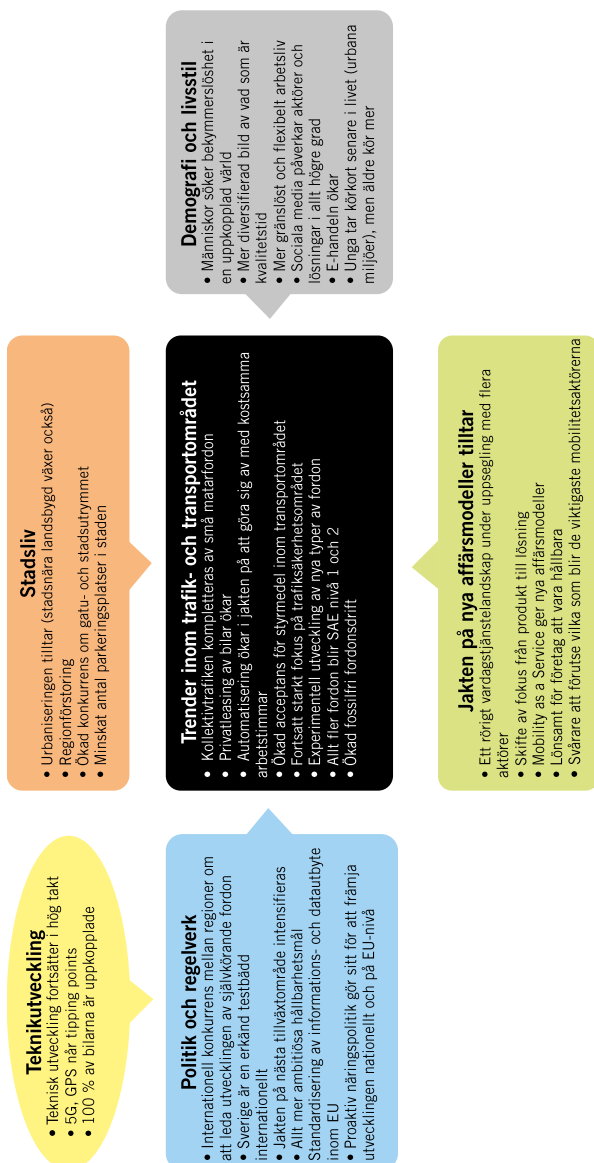 Teknikutveckling
• Teknisk utveckling fortsätter i hög takt
• 5G, GPS når tipping points
• 100 % av bilarna är uppkopplade
Stadsliv
• Urbaniseringen tilltar (stadsnära landsbygd växer också)
• Regionförstoring
• Ökad konkurrens om gatu- och stadsutrymmet
• Minskat antal parkeringsplatser i staden
Politik och regelverk
• Internationell konkurrens mellan regioner om
att leda utvecklingen av självkörande fordon
• Sverige är en erkänd testbädd
internationellt
• Jakten på nästa tillväxtområde intensifieras
• Allt mer ambitiösa hållbarhetsmål
Standardisering av informations- och datautbyte
inom EU
• Proaktiv näringspolitik gör sitt för att främja
utvecklingen nationellt och på EU-nivå
Trender inom trafik- och transportområdet
• Kollektivtrafiken kompletteras av små matarfordon
• Privatleasing av bilar ökar
• Automatisering ökar i jakten på att göra sig av med kostsamma
arbetstimmar
• Ökad acceptans för styrmedel inom transportområdet
• Fortsatt starkt fokus på trafiksäkerhetsområdet
• Experimentell utveckling av nya typer av fordon
• Allt fler fordon blir SAE nivå 1 och 2
• Ökad fossilfri fordonsdrift
Demografi och livsstil
• Människor söker bekymmerslöshet i
en uppkopplad värld
• Mer diversifierad bild av vad som är
kvalitetstid
• Mer gränslöst och flexibelt arbetsliv
• Sociala media påverkar aktörer och
lösningar i allt högre grad
• E-handeln ökar
• Unga tar körkort senare i livet (urbana
miljöer), men äldre kör mer
Jakten på nya affärsmodeller tilltar
• Ett rörigt vardagstjänstelandskap under uppsegling med flera
aktörer
• Skifte av fokus från produkt till lösning
• Mobility as a Service ger nya affärsmodeller
• Lönsamt för företag att vara hållbara
• Svårare att förutse vilka som blir de viktigaste mobilitetsaktörerna